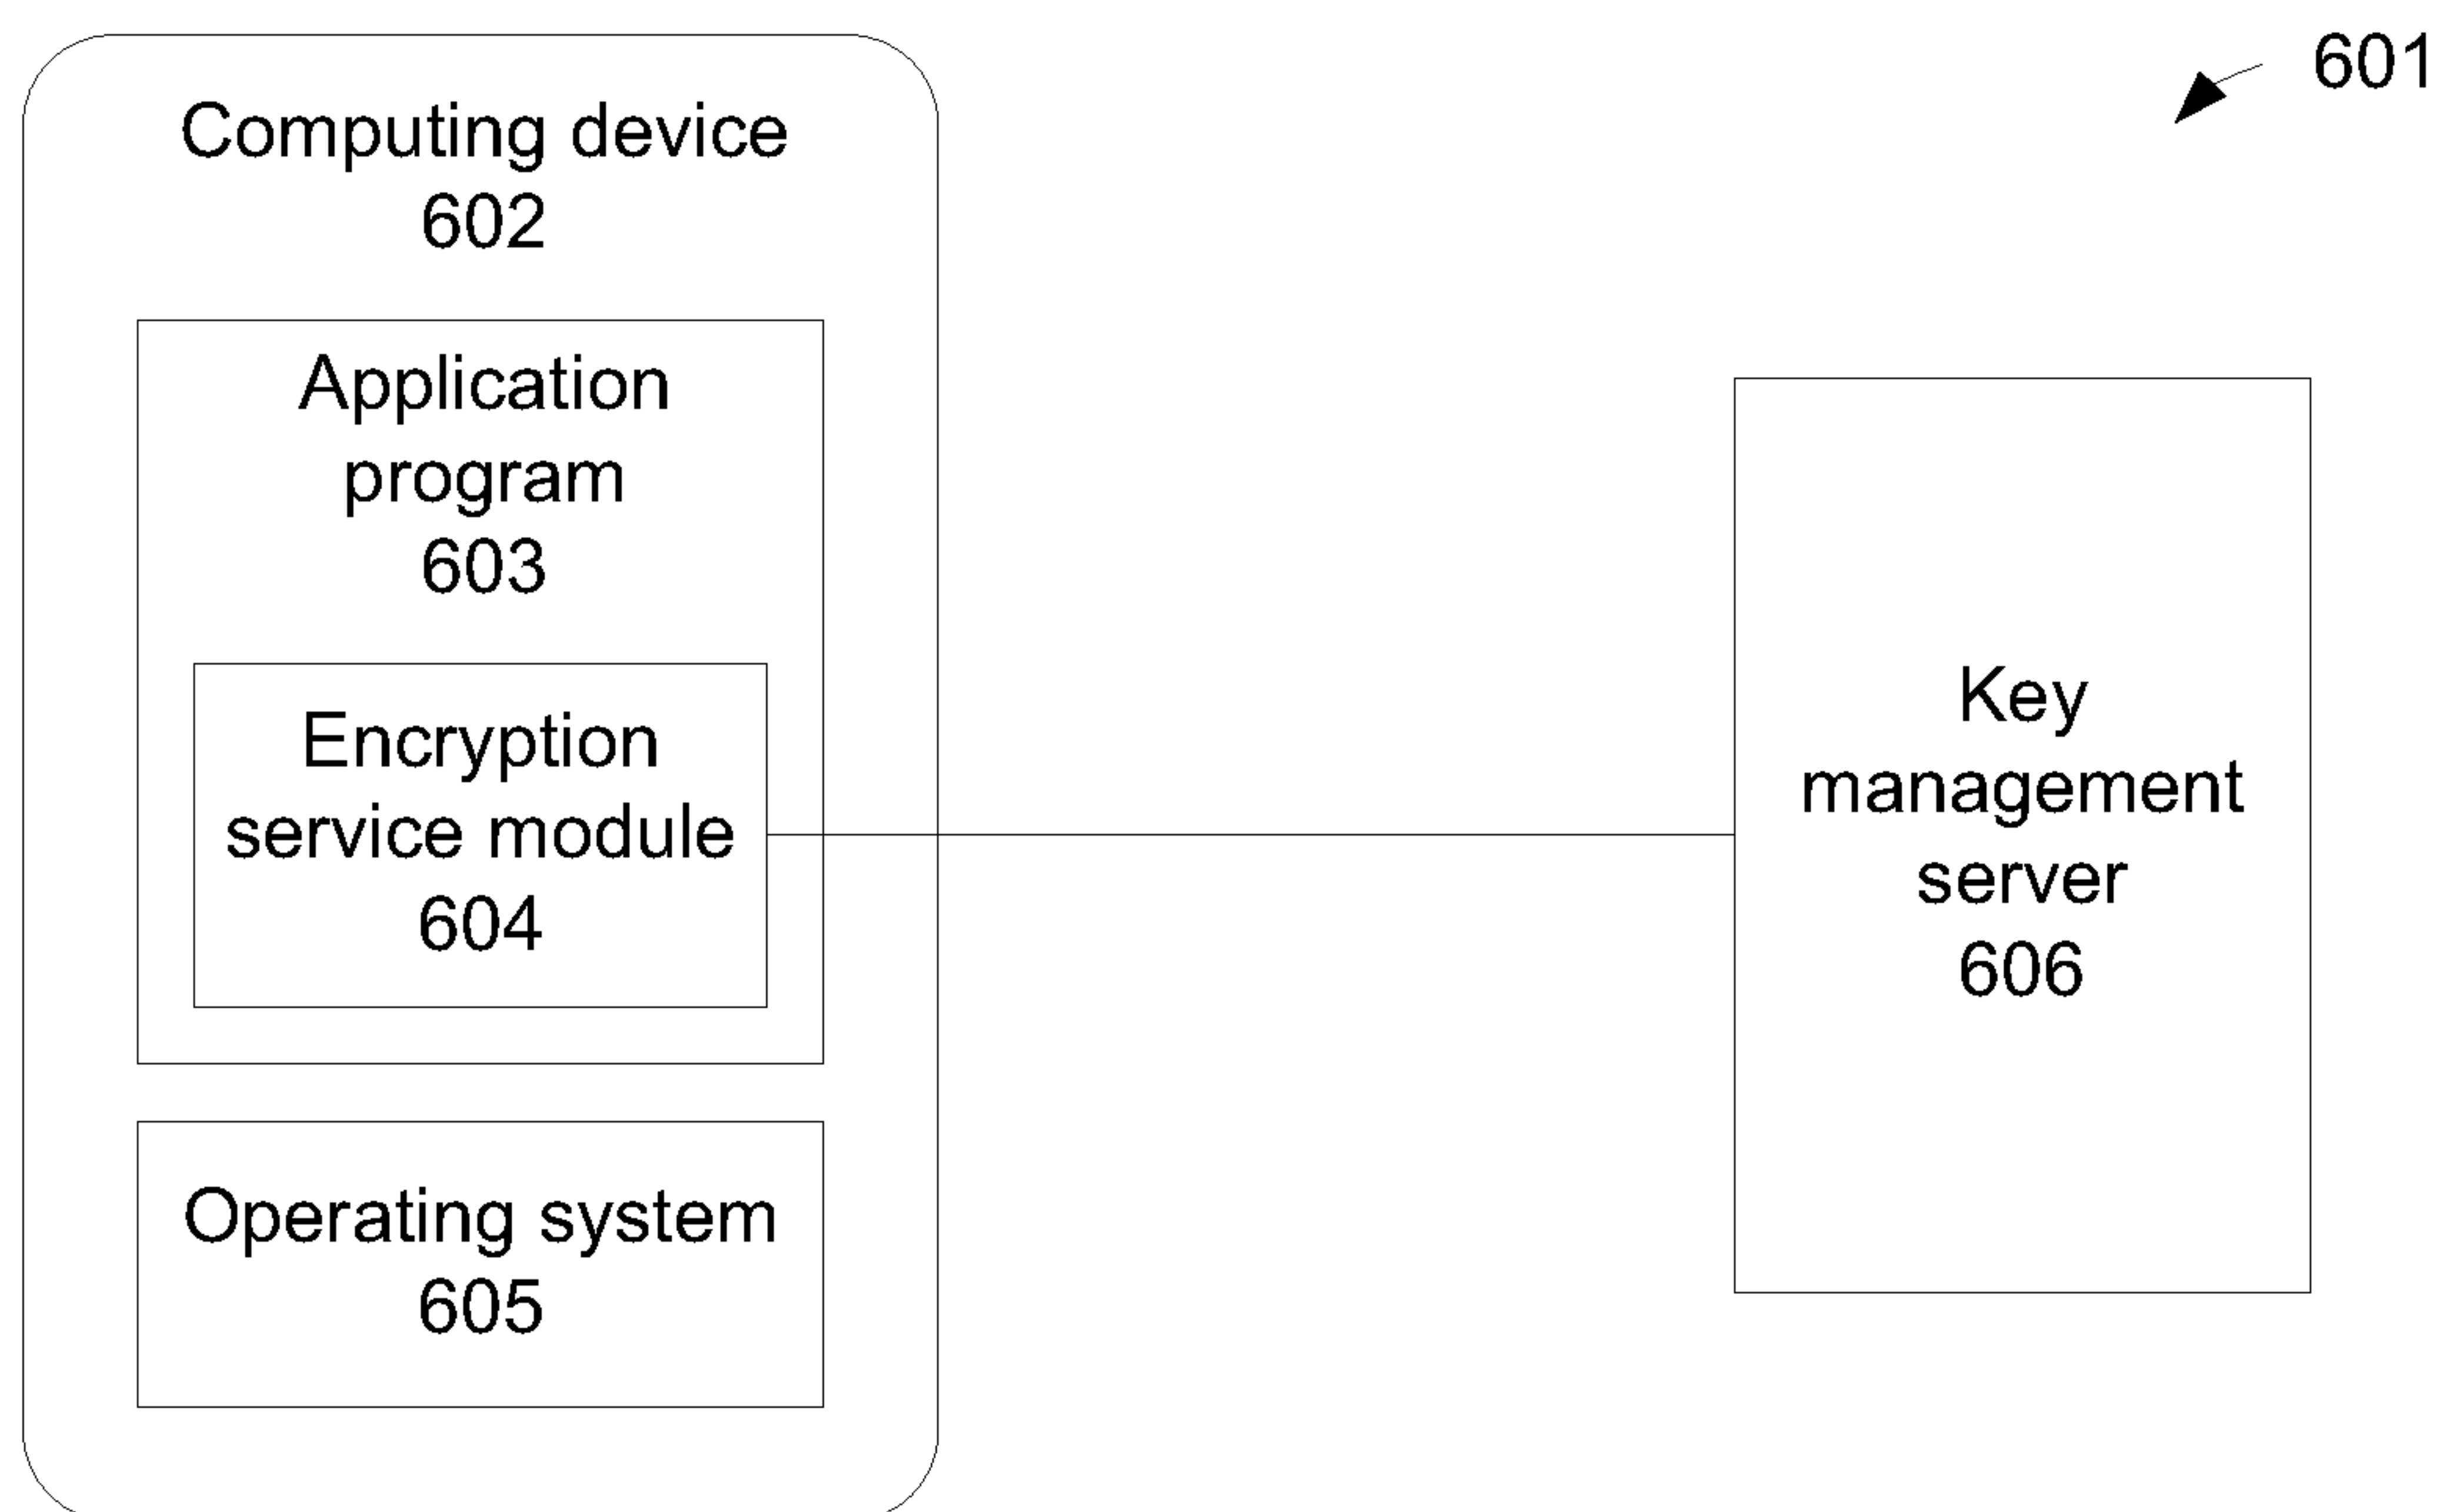 601
Computing device
602
Application
program
603
Encryption
service module
604
Operating system
605
Key
management
server
606